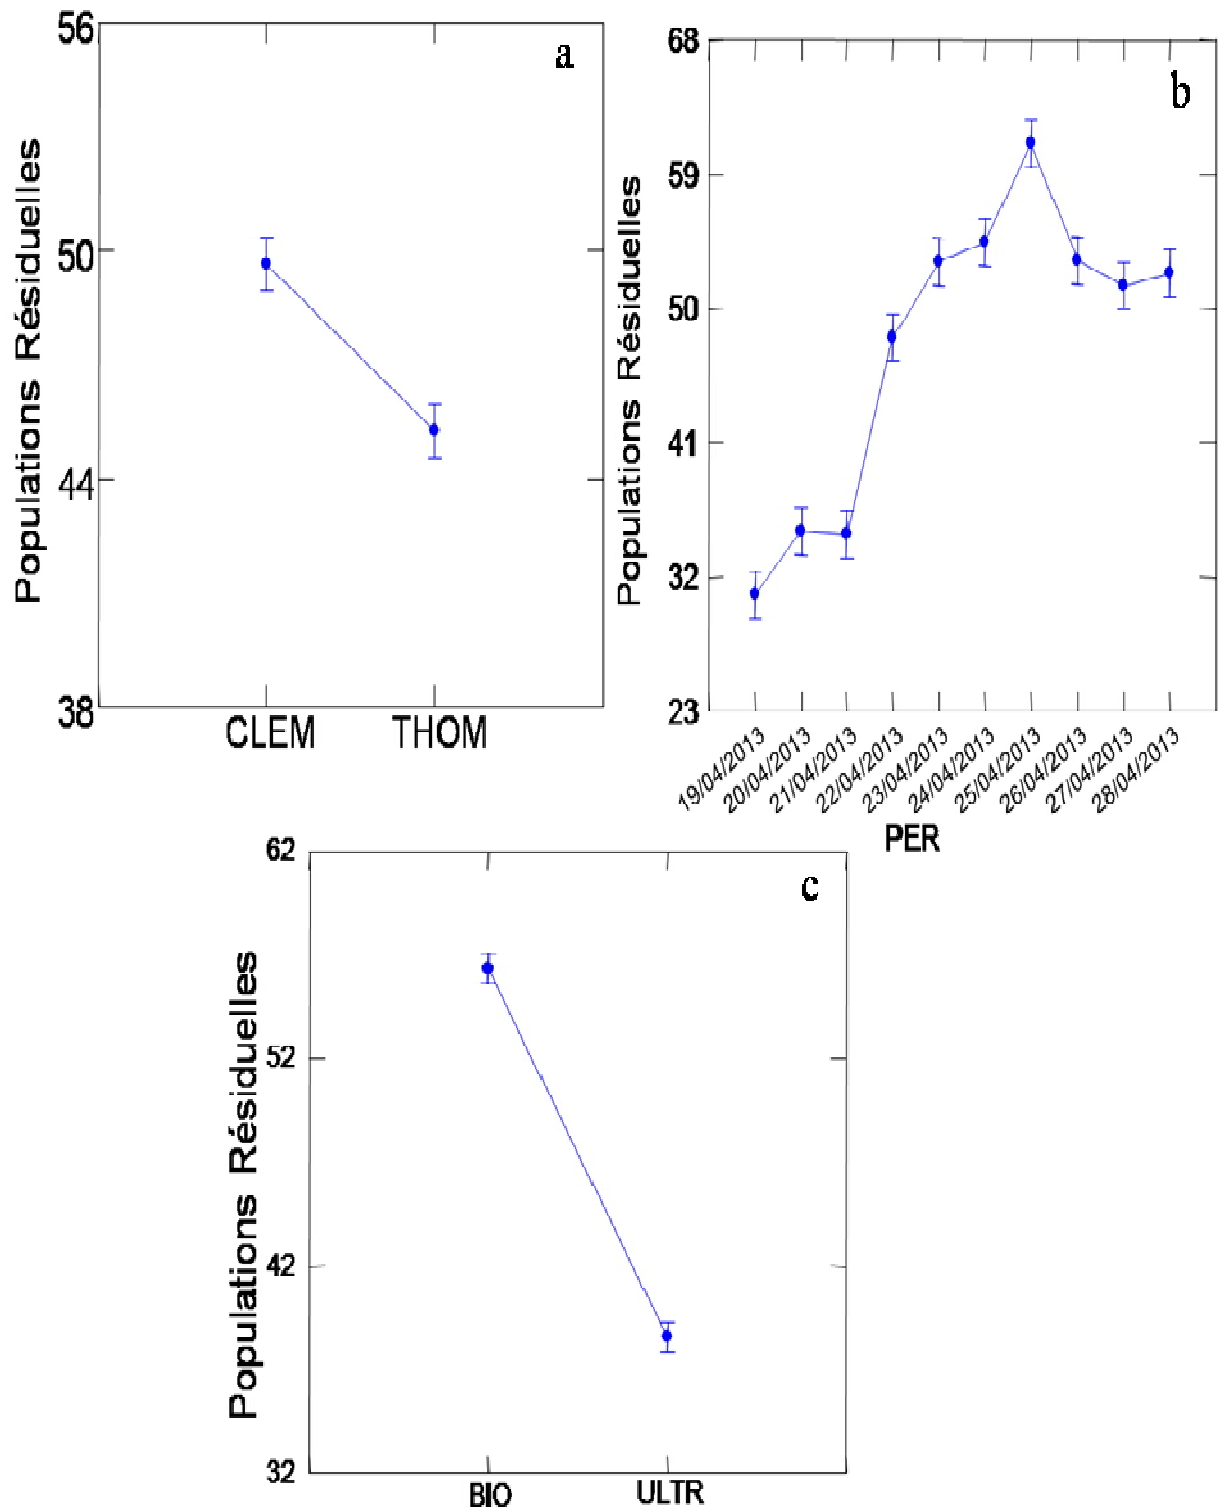 a
Populations Résiduelles
56
50
44
38
CLEM THOM
b
Populations Résiduelles
68
59
50
41
32
23
19/04/2013
20/04/2013
21/04/2013
22/04/2013
23/04/2013
24/04/2013
25/04/2013
26/04/2013
27/04/2013
28/04/2013
PER
c
Populations Résiduelles
62
52
42
32
BIO ULTR